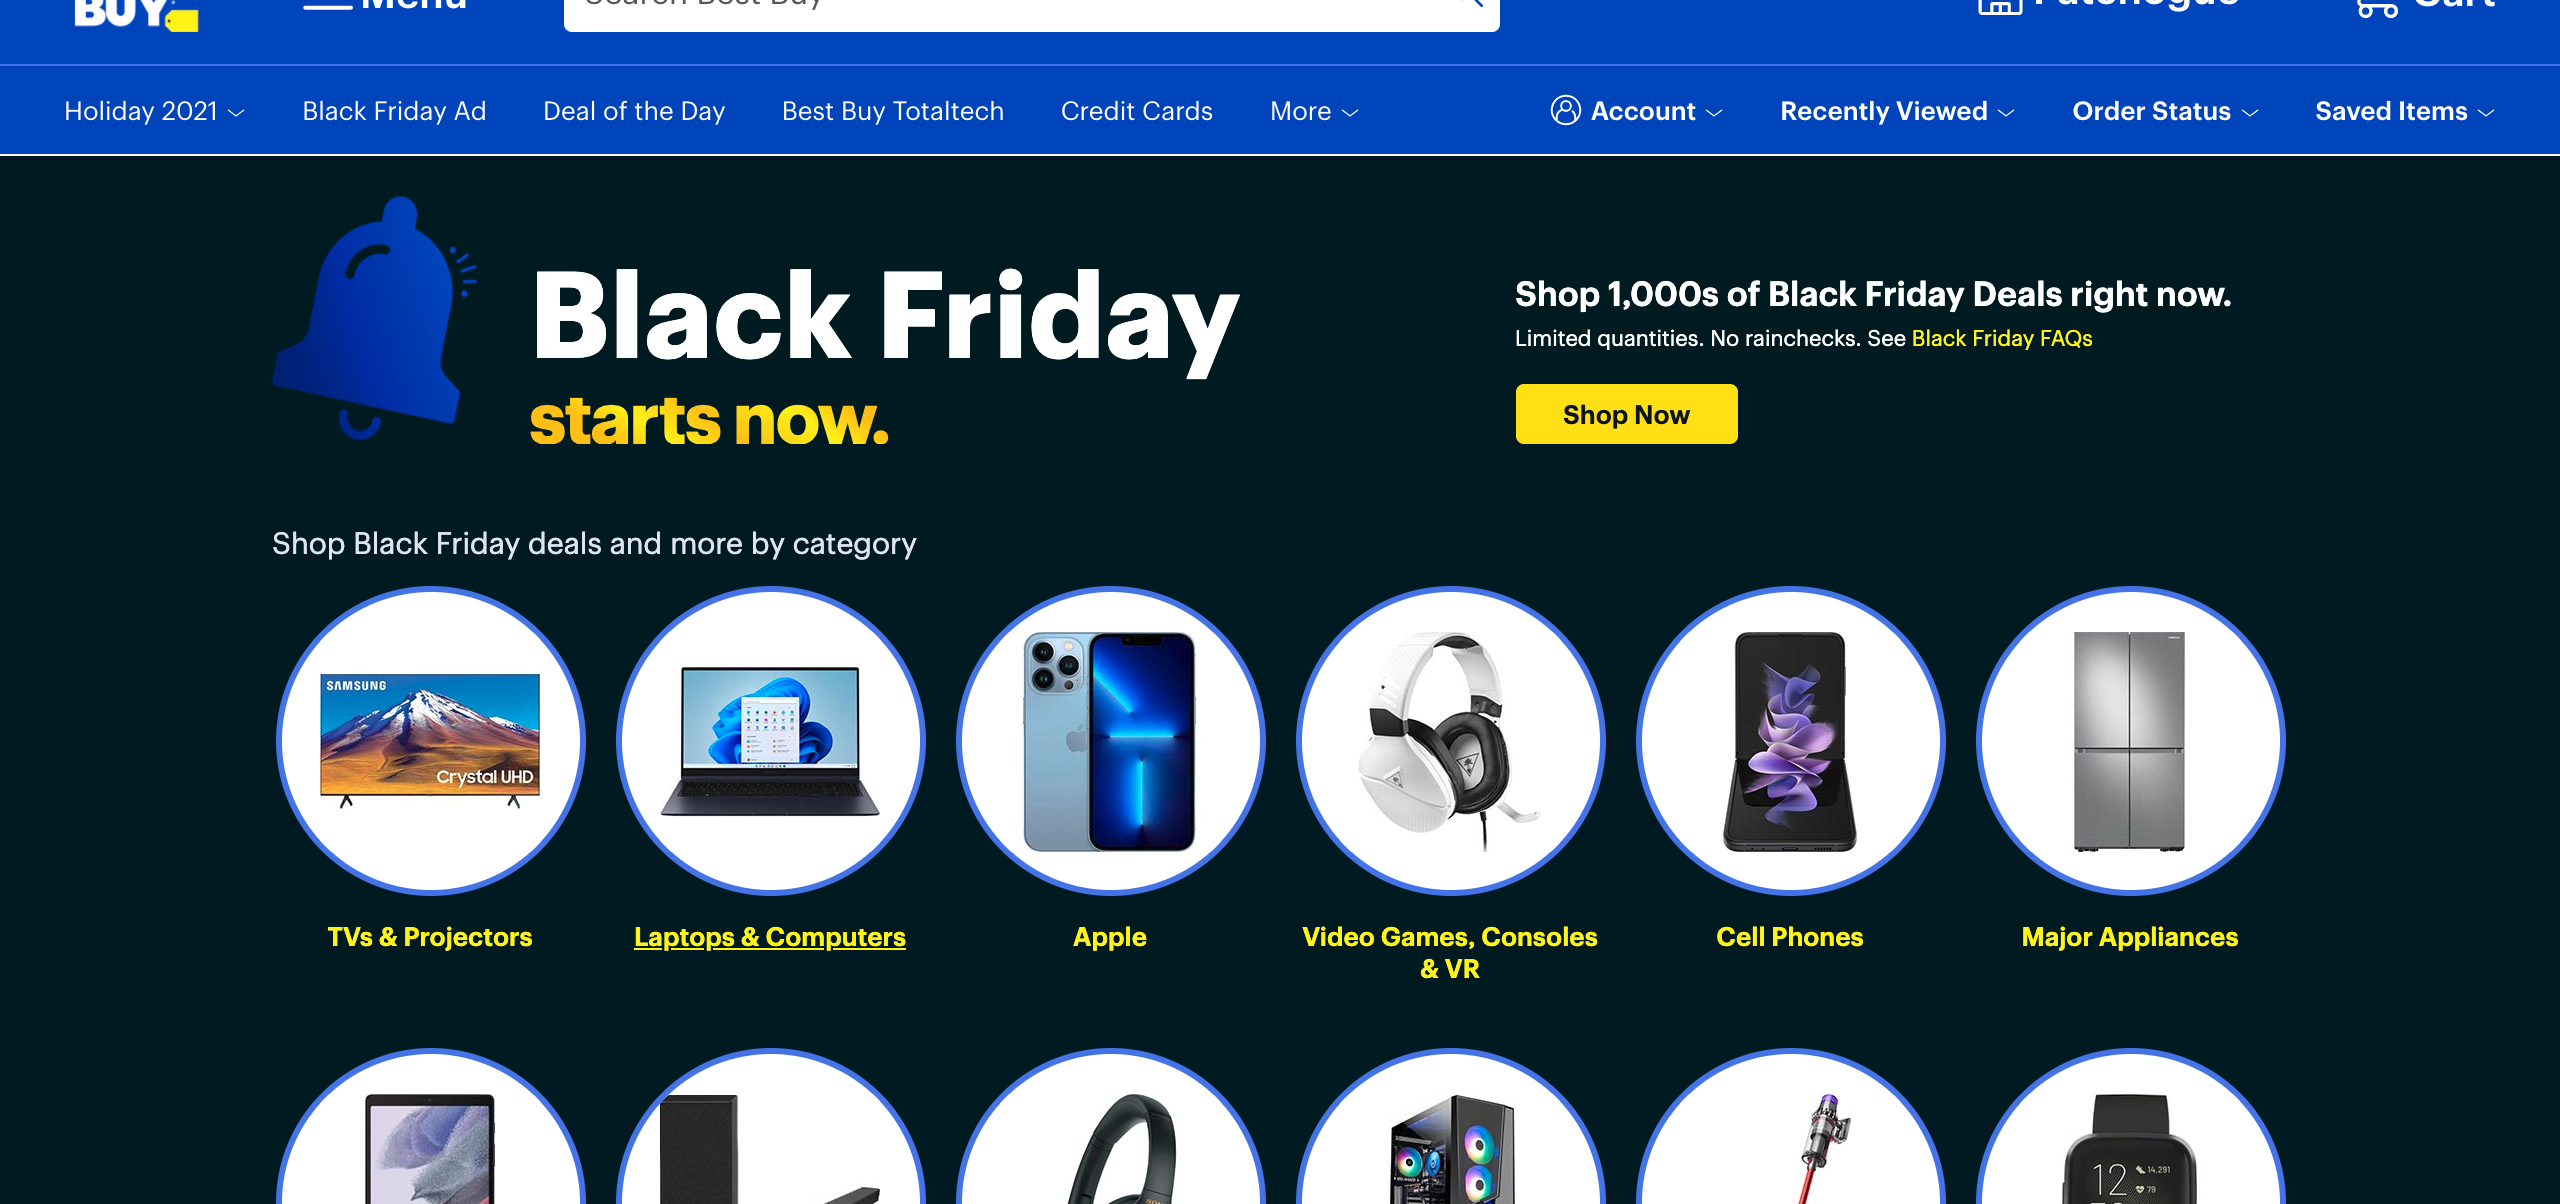 BUY
Menu
Search Best Buy
Patchogue
Cart
Holiday 2021
Black Friday Ad
Deal of the Day
Best Buy Totaltech
Credit Cards
More
Account
Recently Viewed
Order Status
Saved Items
Black Friday
starts now.
Shop 1,000s of Black Friday Deals right now.
Limited quantities. No rainchecks. See Black Friday FAQs
Shop Now
Shop Black Friday deals and more by category
SAMSUNG
Crystal UHD
TVs & Projectors
Laptops & Computers
Apple
Video Games, Consoles
& VR
Cell Phones
Major Appliances
12
14,291
79